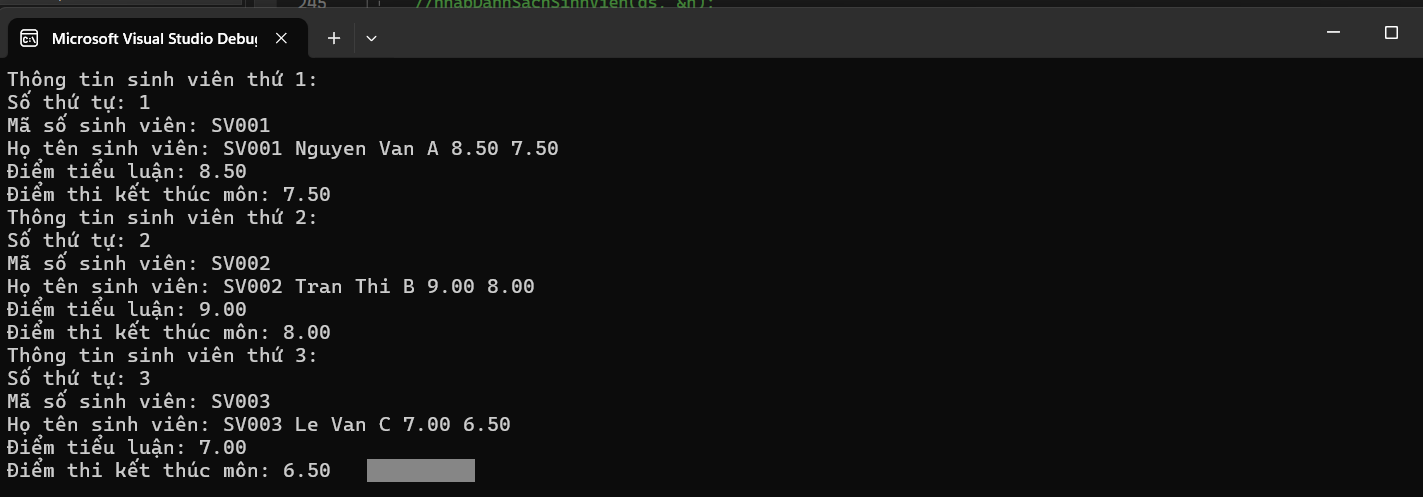 245 //nhapDanhSachSinhVien(ds, &n);
Microsoft Visual Studio Debug
Thông tin sinh viên thứ 1:
Số thứ tự: 1
Mã số sinh viên: SV001
Họ tên sinh viên: SV001 Nguyen Van A 8.50 7.50
Điểm tiểu luận: 8.50
Điểm thi kết thúc môn: 7.50
Thông tin sinh viên thứ 2:
Số thứ tự: 2
Mã số sinh viên: SV002
Họ tên sinh viên: SV002 Tran Thi B 9.00 8.00
Điểm tiểu luận: 9.00
Điểm thi kết thúc môn: 8.00
Thông tin sinh viên thứ 3:
Số thứ tự: 3
Mã số sinh viên: SV003
Họ tên sinh viên: SV003 Le Van C 7.00 6.50
Điểm tiểu luận: 7.00
Điểm thi kết thúc môn: 6.50